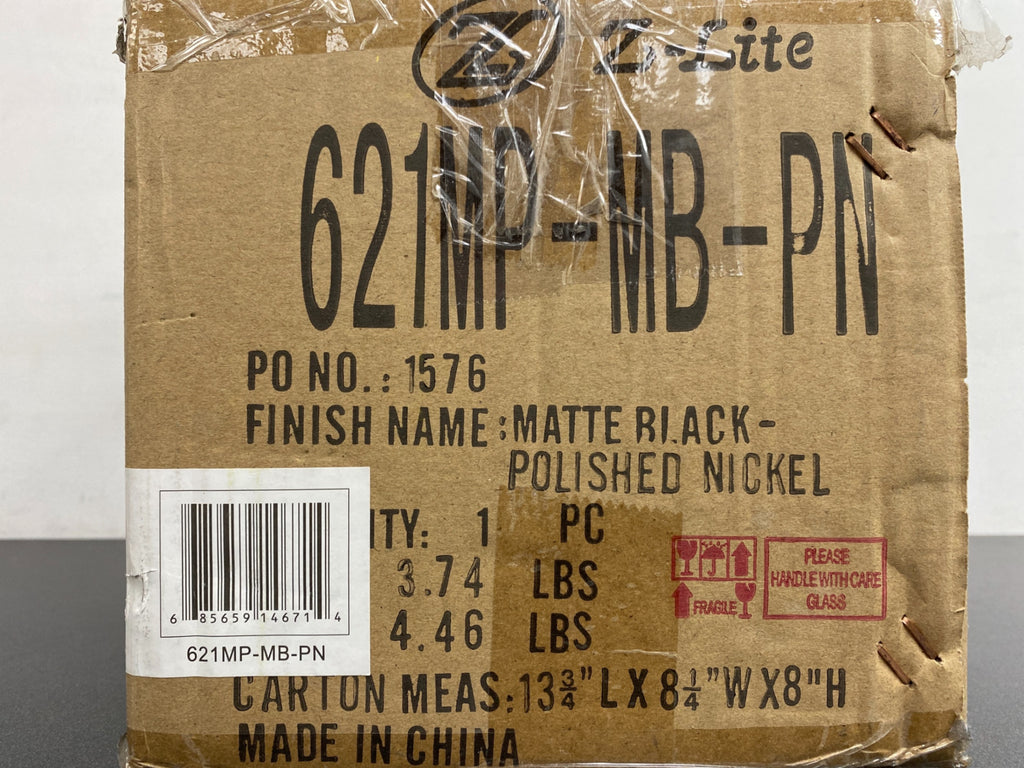 Z Z-Lite
621MP-MB-PN
PO NO.: 1576
FINISH NAME: MATTE BLACK-
POLISHED NICKEL
ITY: 1 PC
3.74 LBS
4.46 LBS
CARTON MEAS: 13 3/4" L X 8 1/4" W X 8" H
MADE IN CHINA
6 85659 14671 4
621MP-MB-PN
FRAGILE
PLEASE
HANDLE WITH CARE
GLASS